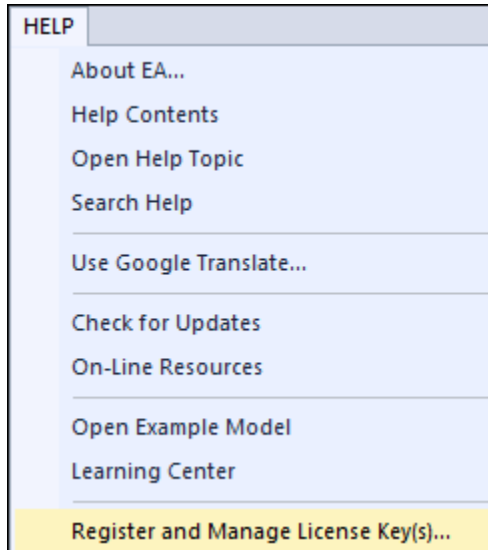 HELP
About EA...
Help Contents
Open Help Topic
Search Help
Use Google Translate...
Check for Updates
On-Line Resources
Open Example Model
Learning Center
Register and Manage License Key(s)...